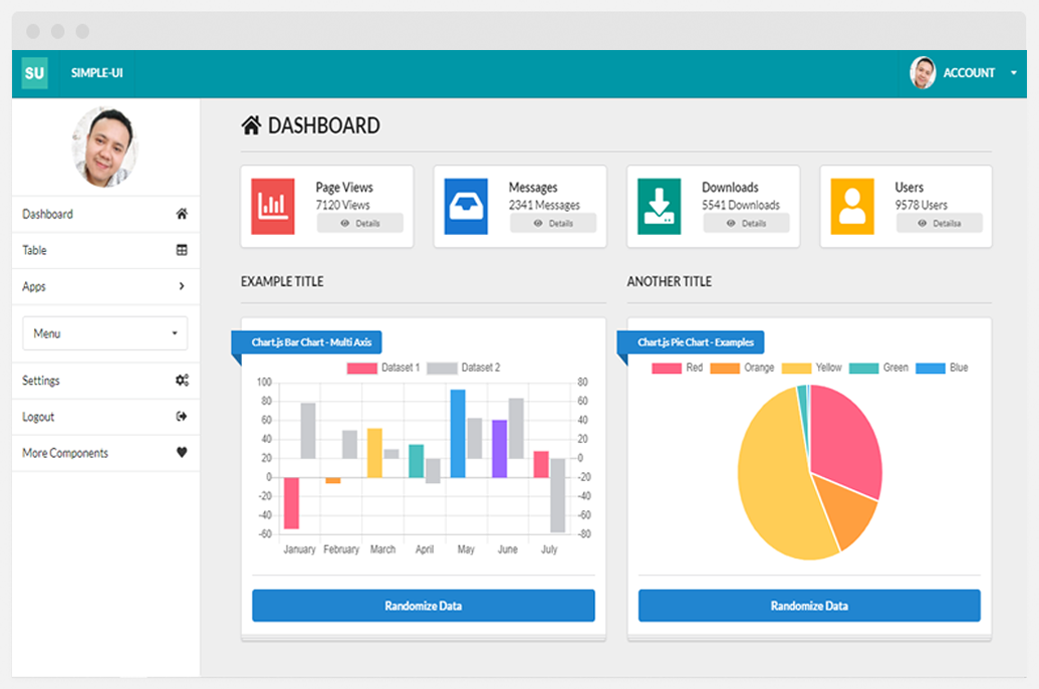 SU SIMPLE-UI ACCOUNT
DASHBOARD
Dashboard
Table
Apps
Menu
Settings
Logout
More Components
Page Views
7120 Views
Details
Messages
2341 Messages
Details
Downloads
5541 Downloads
Details
Users
9578 Users
Detailsa
EXAMPLE TITLE
Chart.js Bar Chart - Multi Axis
Dataset 1 Dataset 2
100 80
80 60
60 40
40 20
20 0
0 -20
-20 -40
-40 -60
-60 -80
January February March April May June July
Randomize Data
ANOTHER TITLE
Chart.js Pie Chart - Examples
Red Orange Yellow Green Blue
Randomize Data